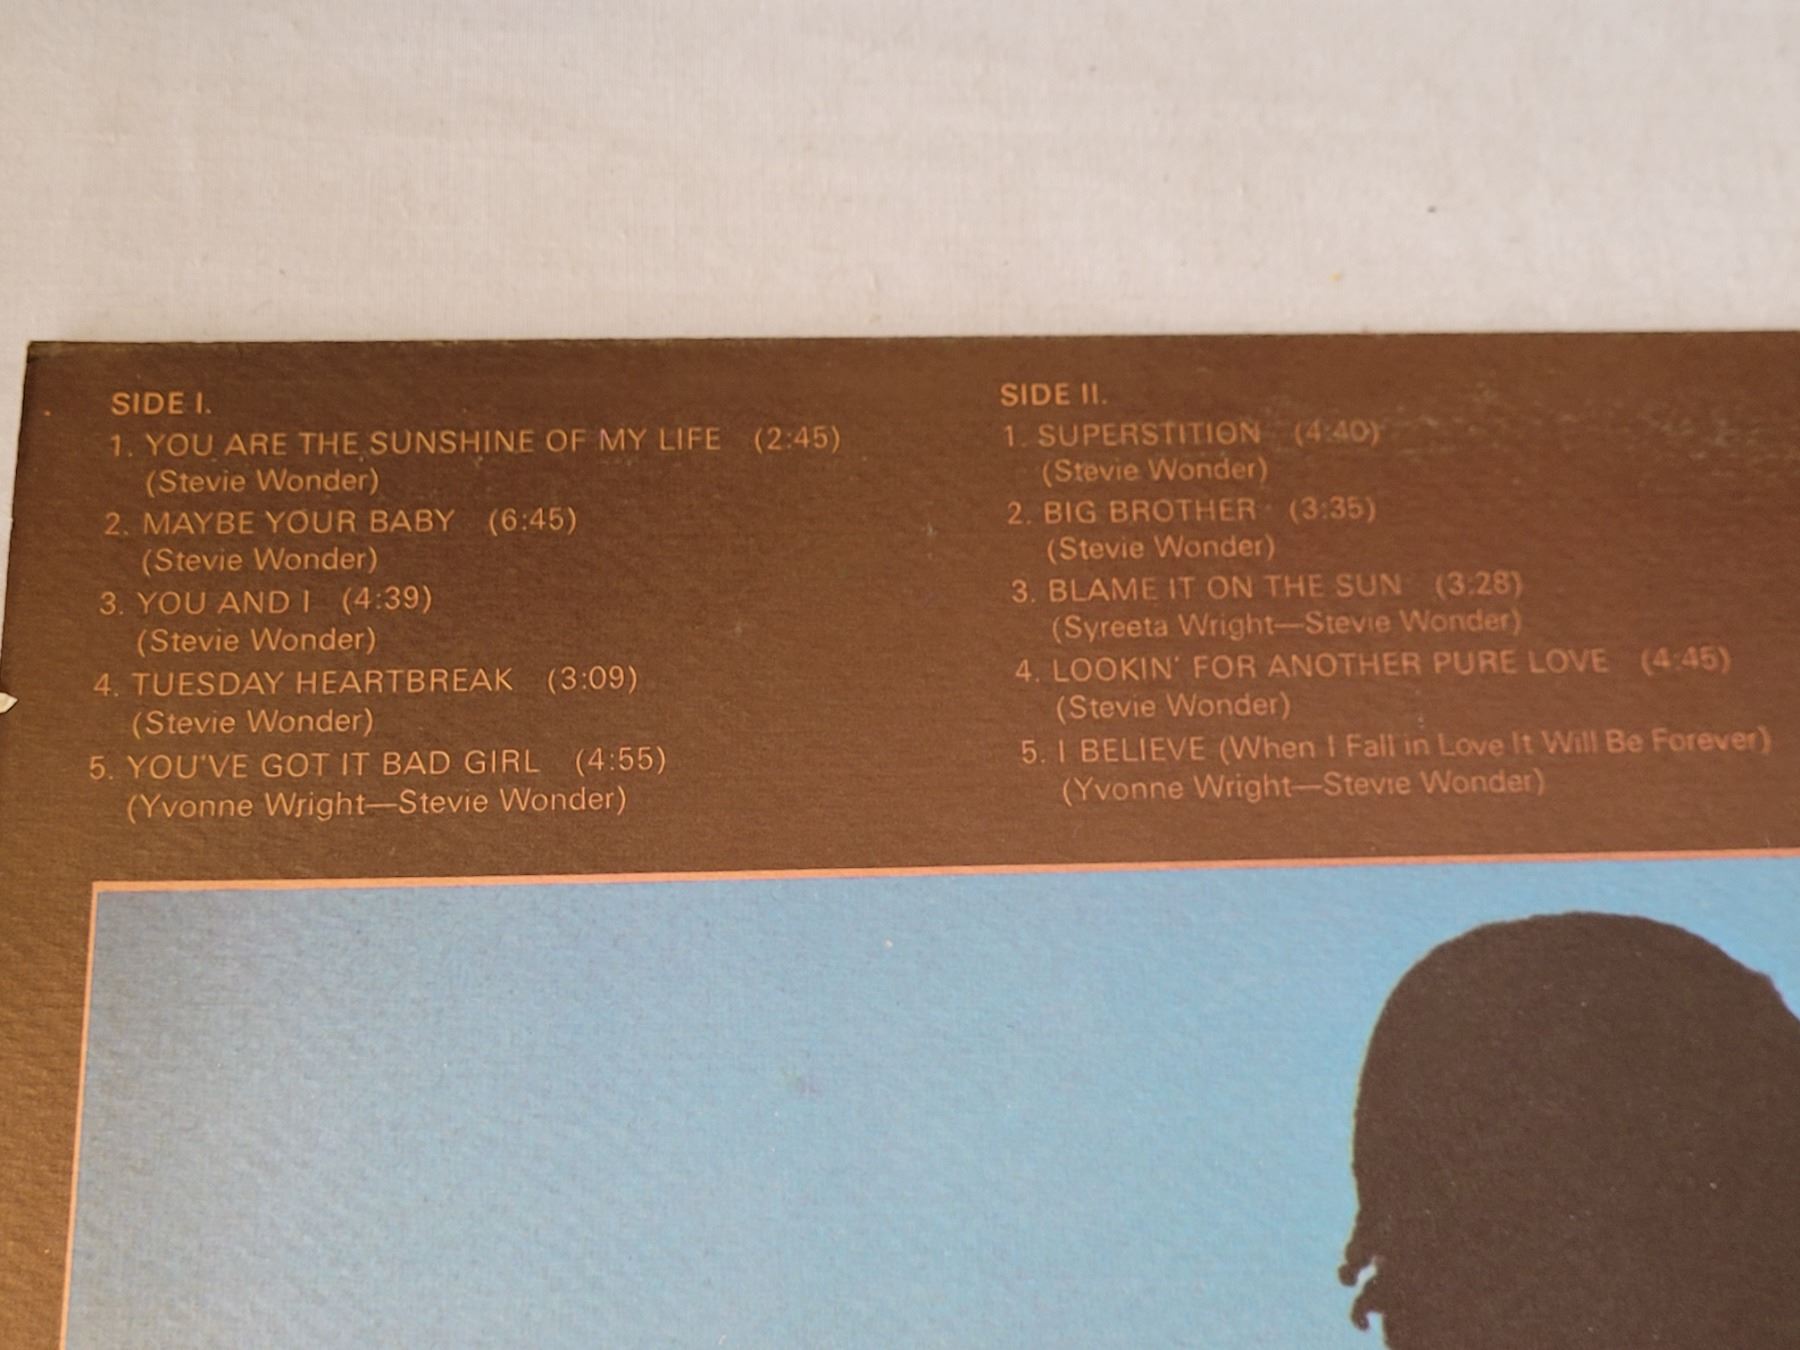 SIDE I.
1. YOU ARE THE SUNSHINE OF MY LIFE (2:45)
(Stevie Wonder)
2. MAYBE YOUR BABY (6:45)
(Stevie Wonder)
3. YOU AND I (4:39)
(Stevie Wonder)
4. TUESDAY HEARTBREAK (3:09)
(Stevie Wonder)
5. YOU'VE GOT IT BAD GIRL (4:55)
(Yvonne Wright—Stevie Wonder)
SIDE II.
1. SUPERSTITION (4:40)
(Stevie Wonder)
2. BIG BROTHER (3:35)
(Stevie Wonder)
3. BLAME IT ON THE SUN (3:28)
(Syreeta Wright—Stevie Wonder)
4. LOOKIN' FOR ANOTHER PURE LOVE (4:45)
(Stevie Wonder)
5. I BELIEVE (When I Fall in Love It Will Be Forever)
(Yvonne Wright—Stevie Wonder)